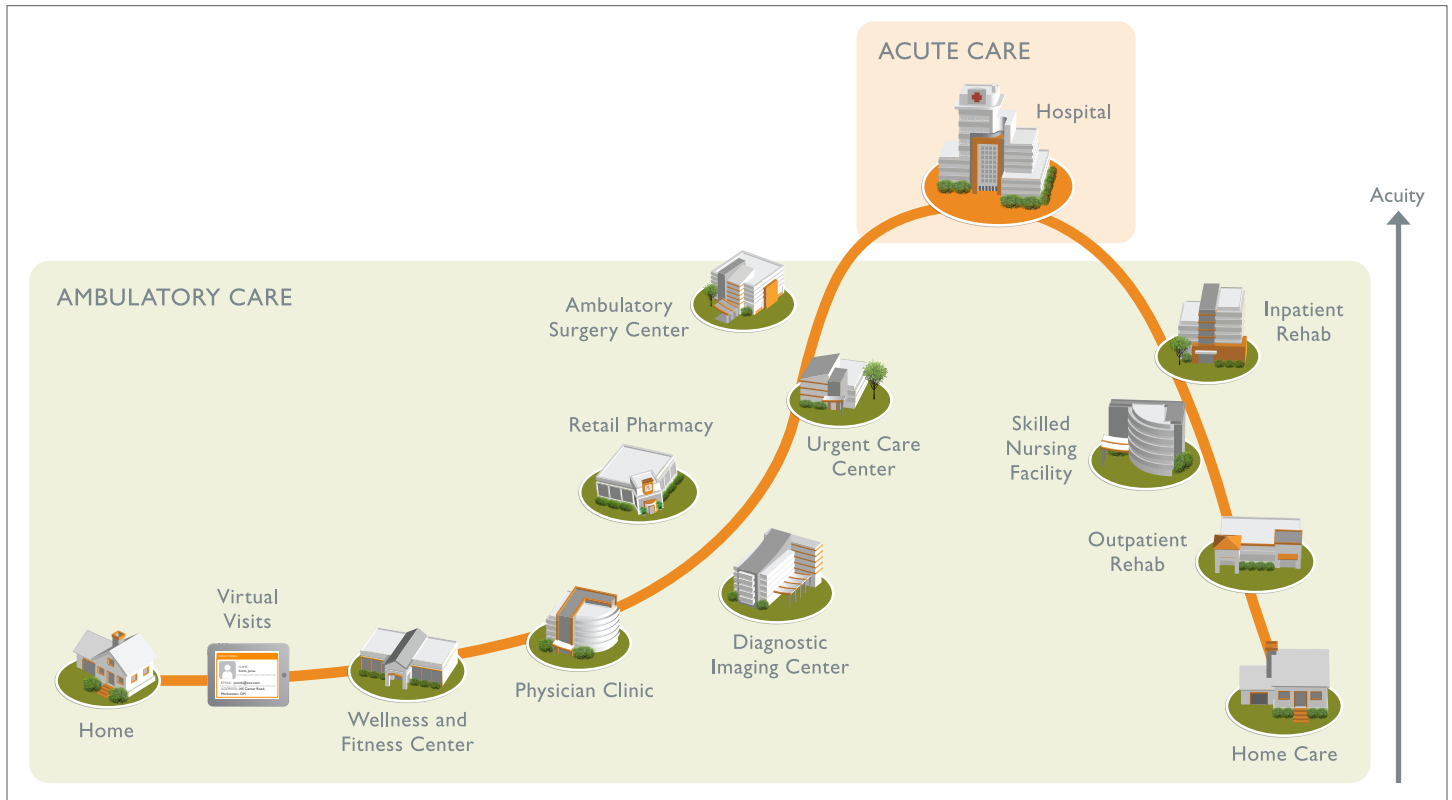 ACUTE CARE
Hospital
Acuity
AMBULATORY CARE
Ambulatory
Surgery Center
Inpatient
Rehab
Retail Pharmacy
Urgent Care
Center
Skilled
Nursing
Facility
Outpatient
Rehab
Virtual
Visits
Diagnostic
Imaging Center
Physician Clinic
Home
Wellness and
Fitness Center
Home Care